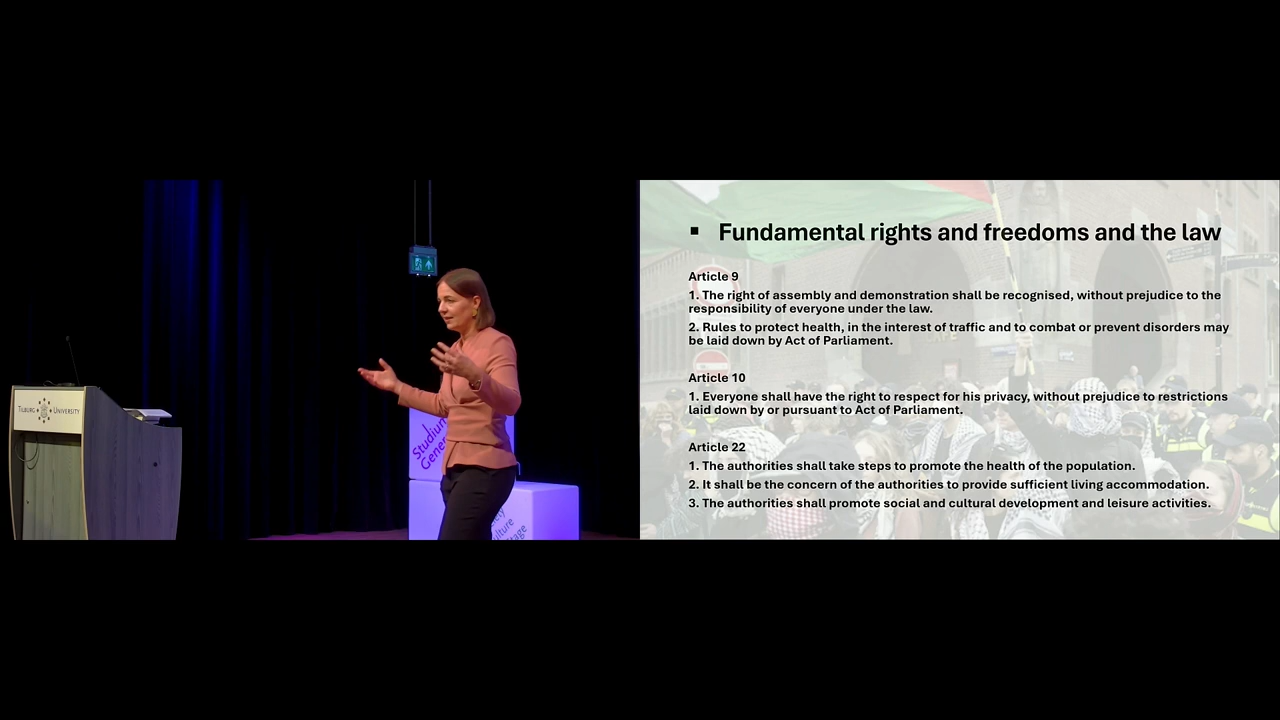 TILBURG UNIVERSITY
Studium
Gener
▪ Fundamental rights and freedoms and the law
Article 9
1. The right of assembly and demonstration shall be recognised, without prejudice to the
responsibility of everyone under the law.
2. Rules to protect health, in the interest of traffic and to combat or prevent disorders may
be laid down by Act of Parliament.
Article 10
1. Everyone shall have the right to respect for his privacy, without prejudice to restrictions
laid down by or pursuant to Act of Parliament.
Article 22
1. The authorities shall take steps to promote the health of the population.
2. It shall be the concern of the authorities to provide sufficient living accommodation.
3. The authorities shall promote social and cultural development and leisure activities.